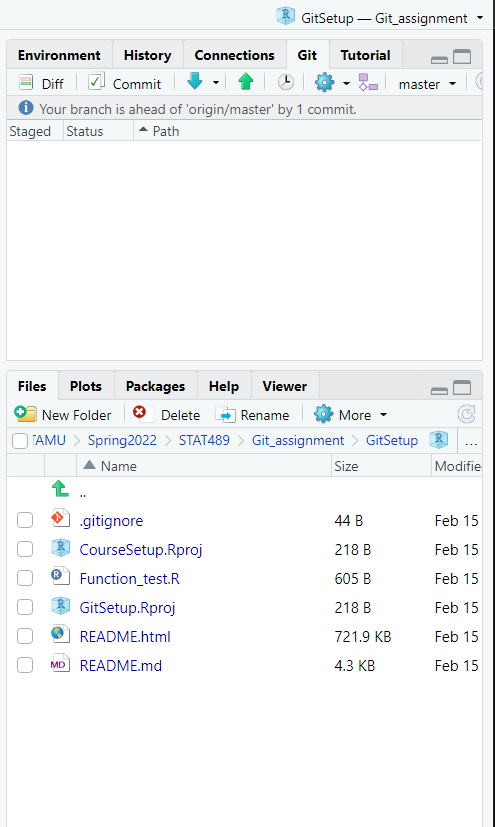 GitSetup — Git_assignment
Environment History Connections Git Tutorial
Diff Commit master
Your branch is ahead of 'origin/master' by 1 commit.
Staged Status Path
Files Plots Packages Help Viewer
New Folder Delete Rename More
TAMU Spring2022 STAT489 Git_assignment GitSetup ...
Name Size Modifie
..
.gitignore 44 B Feb 15
CourseSetup.Rproj 218 B Feb 15
Function_test.R 605 B Feb 15
GitSetup.Rproj 218 B Feb 15
README.html 721.9 KB Feb 15
MD README.md 4.3 KB Feb 15